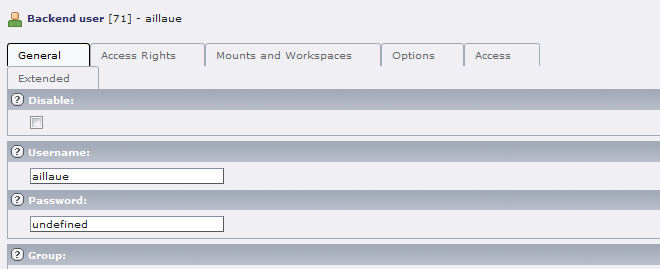 Backend user [71] - aillaue
General Access Rights Mounts and Workspaces Options Access
Extended
? Disable:
? Username:
aillaue
? Password:
undefined
? Group: